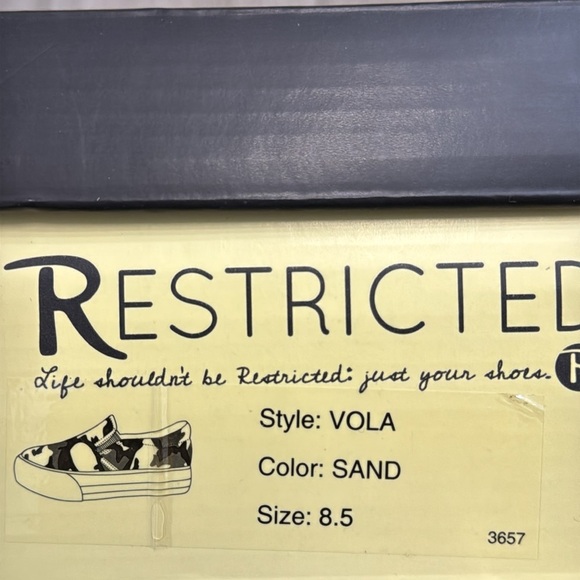 RESTRICTED
Life shouldn't be Restricted: just your shoes.
Style: VOLA
Color: SAND
Size: 8.5
3657